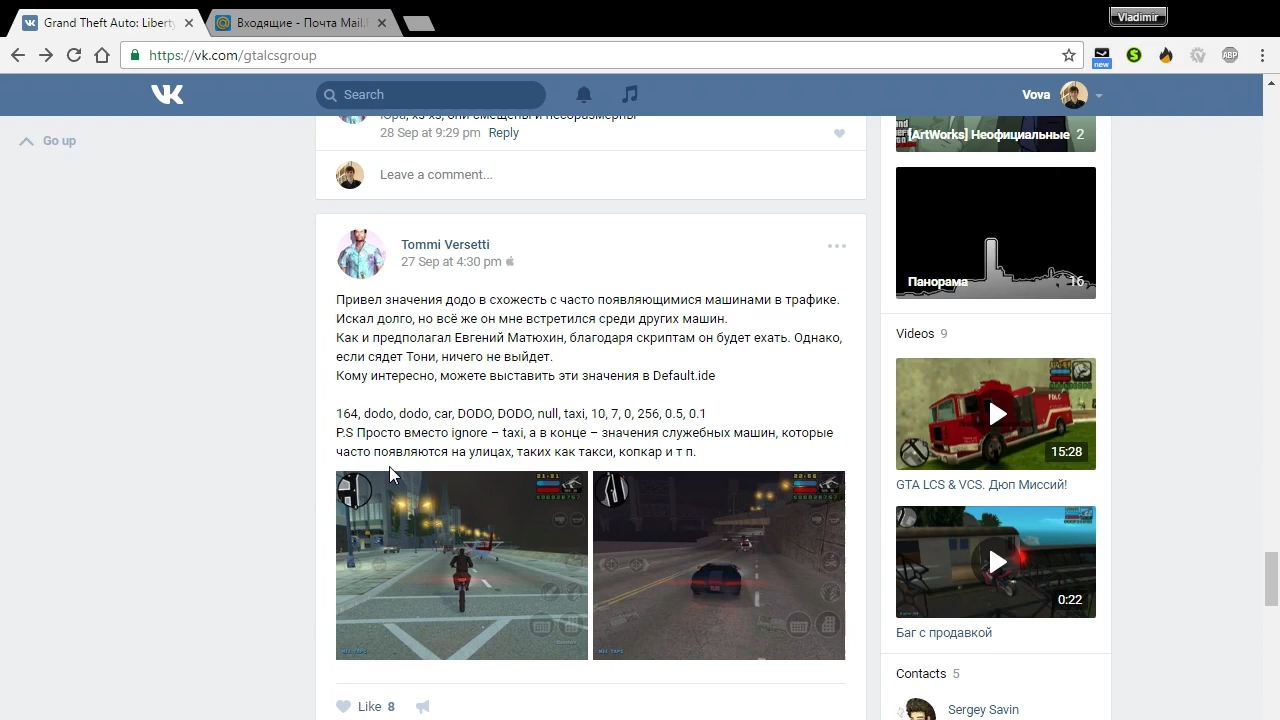 Grand Theft Auto: Liberty
Входящие - Почта Mail.
Vladimir
https://vk.com/gtalcsgroup
new
ABP
Search
Vova
Go up
28 Sep at 9:29 pm Reply
Leave a comment...
Tommi Versetti
27 Sep at 4:30 pm
Привел значения додо в схожесть с часто появляющимися машинами в трафике.
Искал долго, но всё же он мне встретился среди других машин.
Как и предполагал Евгений Матюхин, благодаря скриптам он будет ехать. Однако,
если сядет Тони, ничего не выйдет.
Кому интересно, можете выставить эти значения в Default.ide
164, dodo, dodo, car, DODO, DODO, null, taxi, 10, 7, 0, 256, 0.5, 0.1
P.S Просто вместо ignore – taxi, а в конце – значения служебных машин, которые
часто появляются на улицах, таких как такси, копкар и т п.
Like 8
[ArtWorks] Неофициальные 2
Панорама 16
Videos 9
15:28
GTA LCS & VCS. Дюп Миссий!
0:22
Баг с продавкой
Contacts 5
Sergey Savin